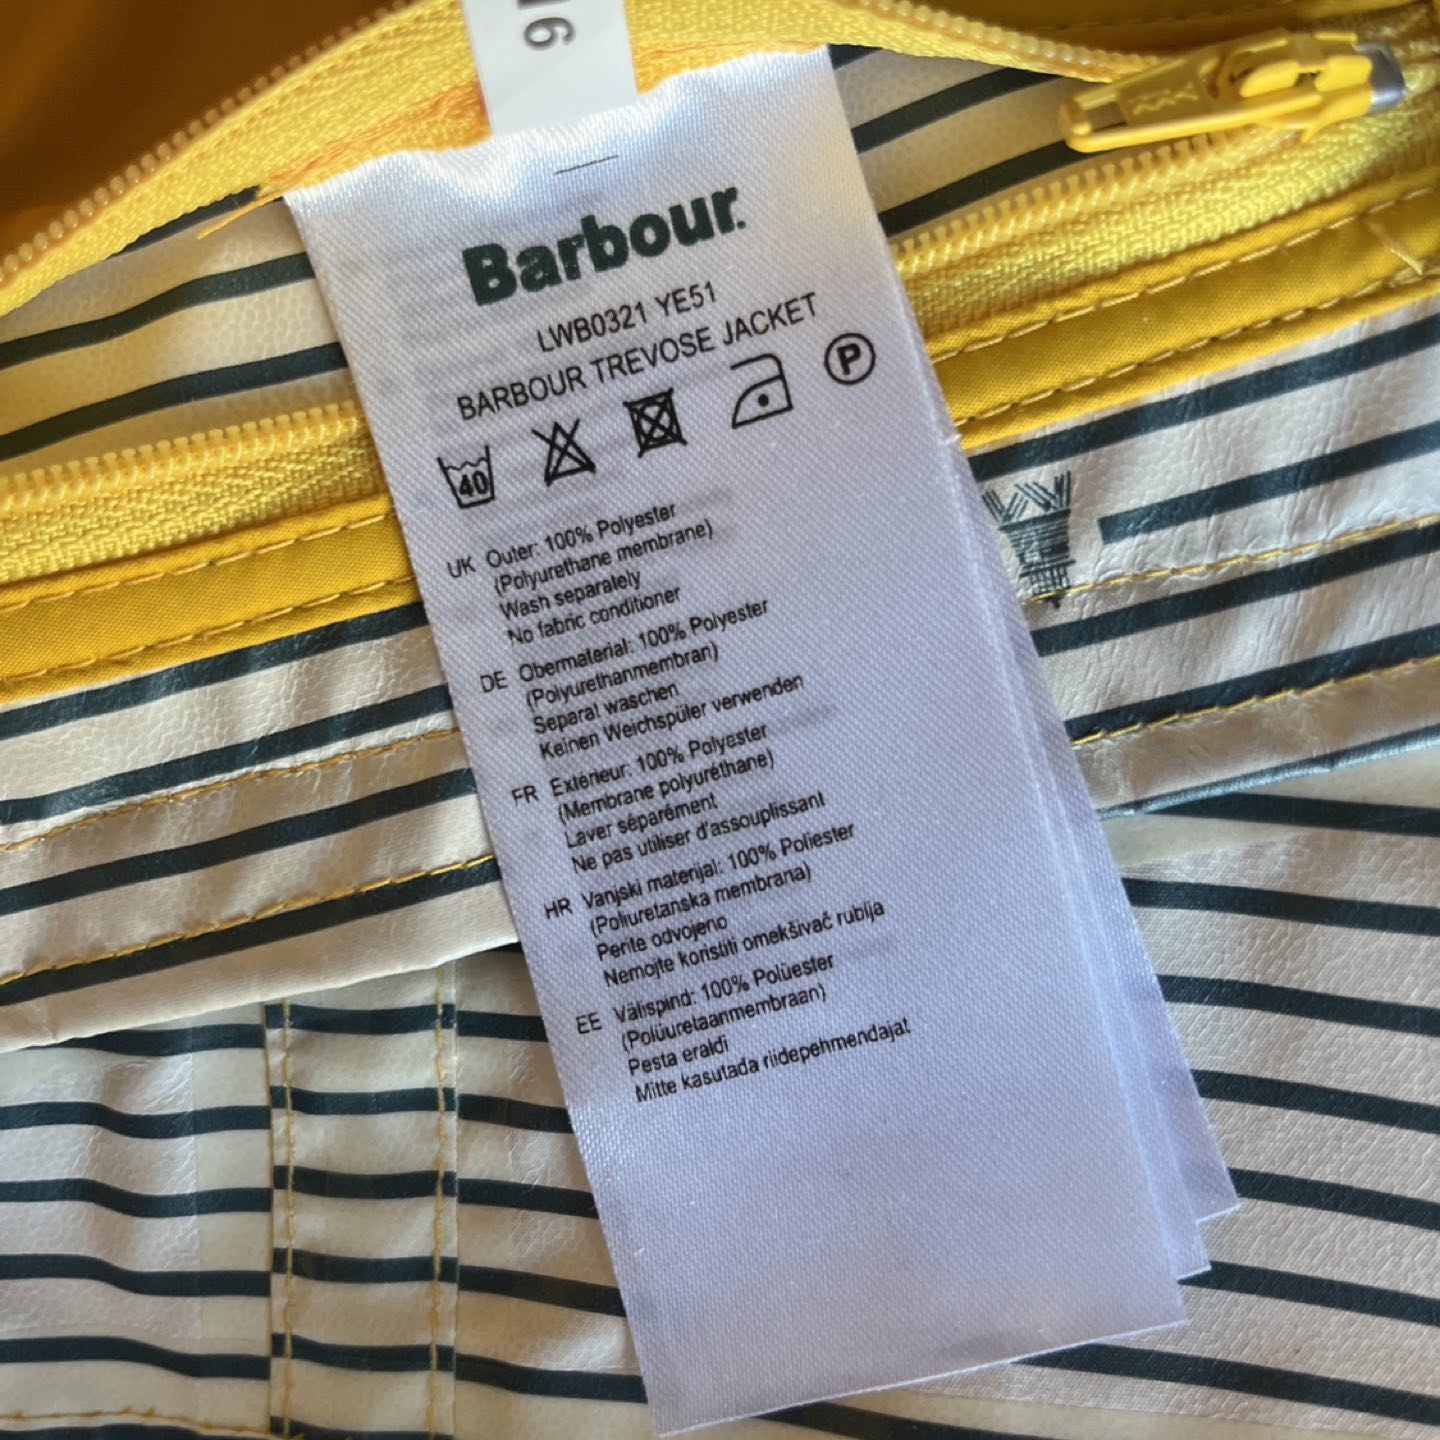 Barbour.
LWB0321 YE51
BARBOUR TREVOSE JACKET
40
P
UK Outer: 100% Polyester
(Polyurethane membrane)
Wash separately
No fabric conditioner
DE Obermaterial: 100% Polyester
(Polyurethanmembran)
Separat waschen
Keinen Weichspüler verwenden
FR Exterieur: 100% Polyester
(Membrane polyuréthane)
Laver séparément
Ne pas utiliser d'assouplissant
HR Vanjski materijal: 100% Poliester
(Poliuretanska membrana)
Perite odvojeno
Nemojte koristiti omekšivač rublja
EE Välispind: 100% Polüester
(Polüuretaanmembraan)
Pesta eraldi
Mitte kasutada riidepehmendajat